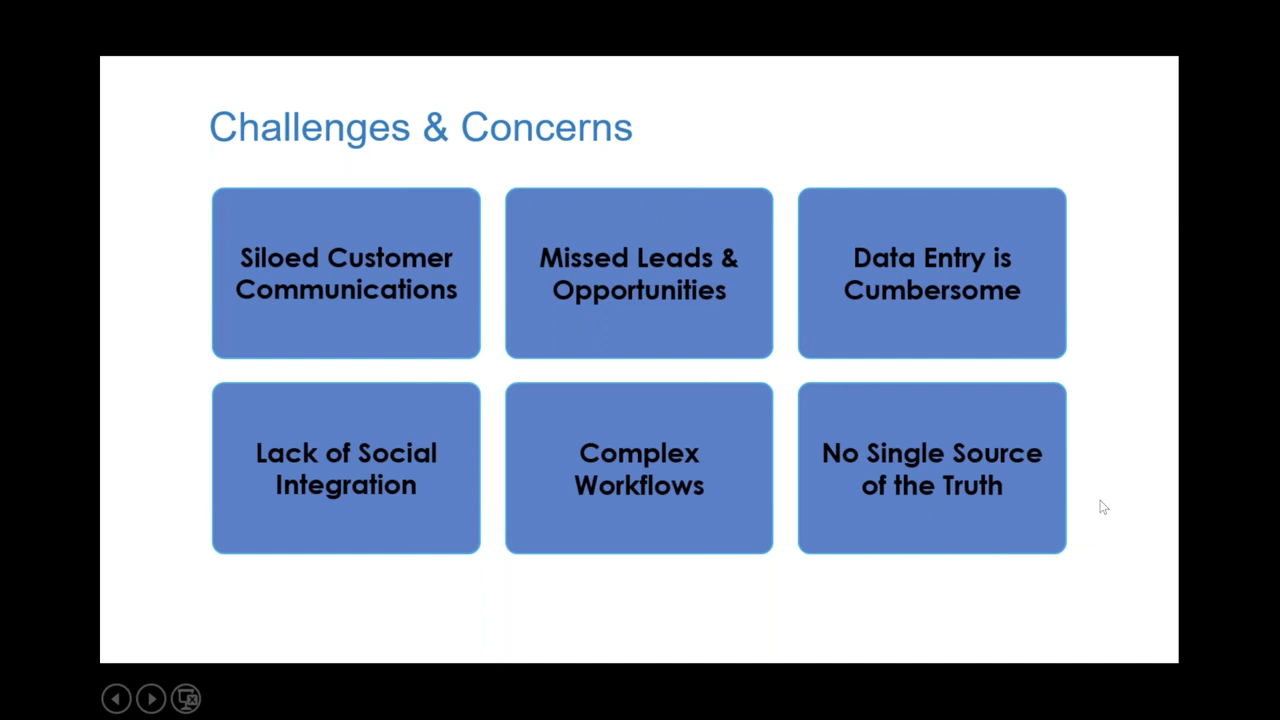 Challenges & Concerns
Siloed Customer
Communications
Missed Leads &
Opportunities
Data Entry is
Cumbersome
Lack of Social
Integration
Complex
Workflows
No Single Source
of the Truth